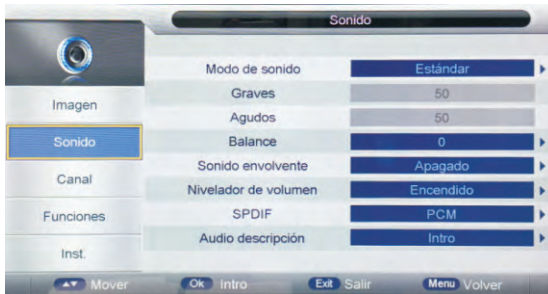 Sonido
Imagen
Sonido
Canal
Funciones
Inst.
Modo de sonido Estándar
Graves 50
Agudos 50
Balance 0
Sonido envolvente Apagado
Nivelador de volumen Encendido
SPDIF PCM
Audio descripción Intro
Mover Ok Intro Exit Salir Menu Volver